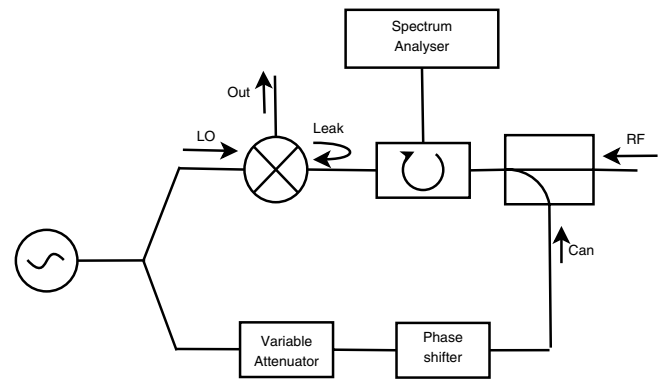 Spectrum
Analyser
Out
LO
Leak
RF
Can
Variable
Attenuator
Phase
shifter